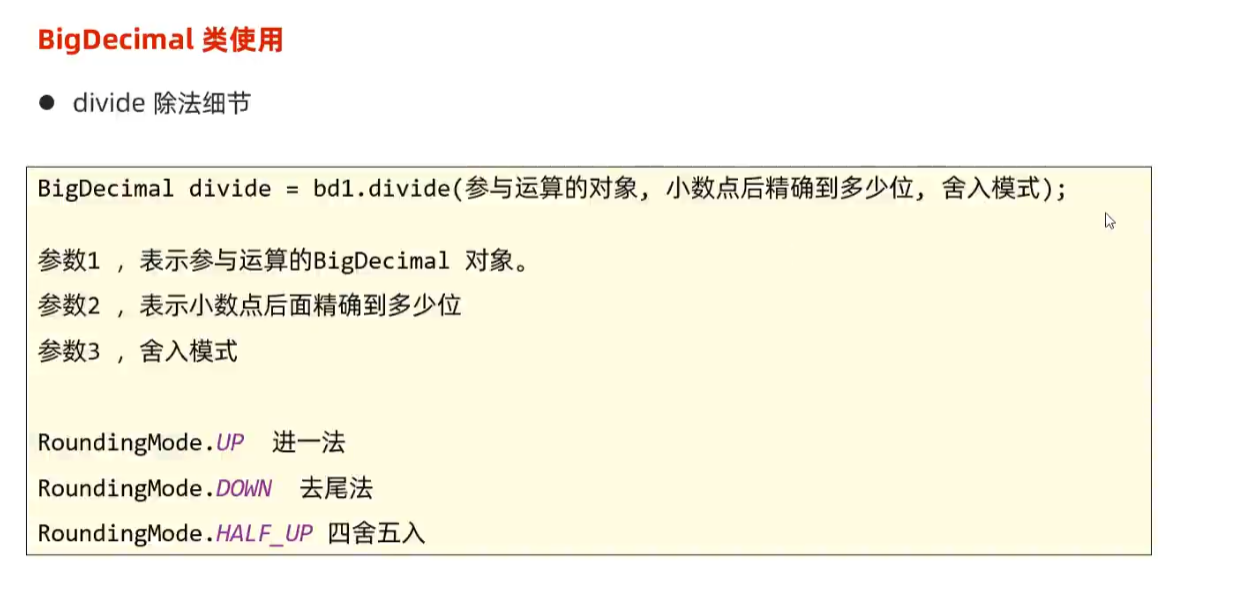 BigDecimal 类使用
● divide 除法细节
BigDecimal divide = bd1.divide(参与运算的对象, 小数点后精确到多少位, 舍入模式);
参数1 , 表示参与运算的BigDecimal 对象。
参数2 , 表示小数点后面精确到多少位
参数3 , 舍入模式
RoundingMode.UP 进一法
RoundingMode.DOWN 去尾法
RoundingMode.HALF_UP 四舍五入